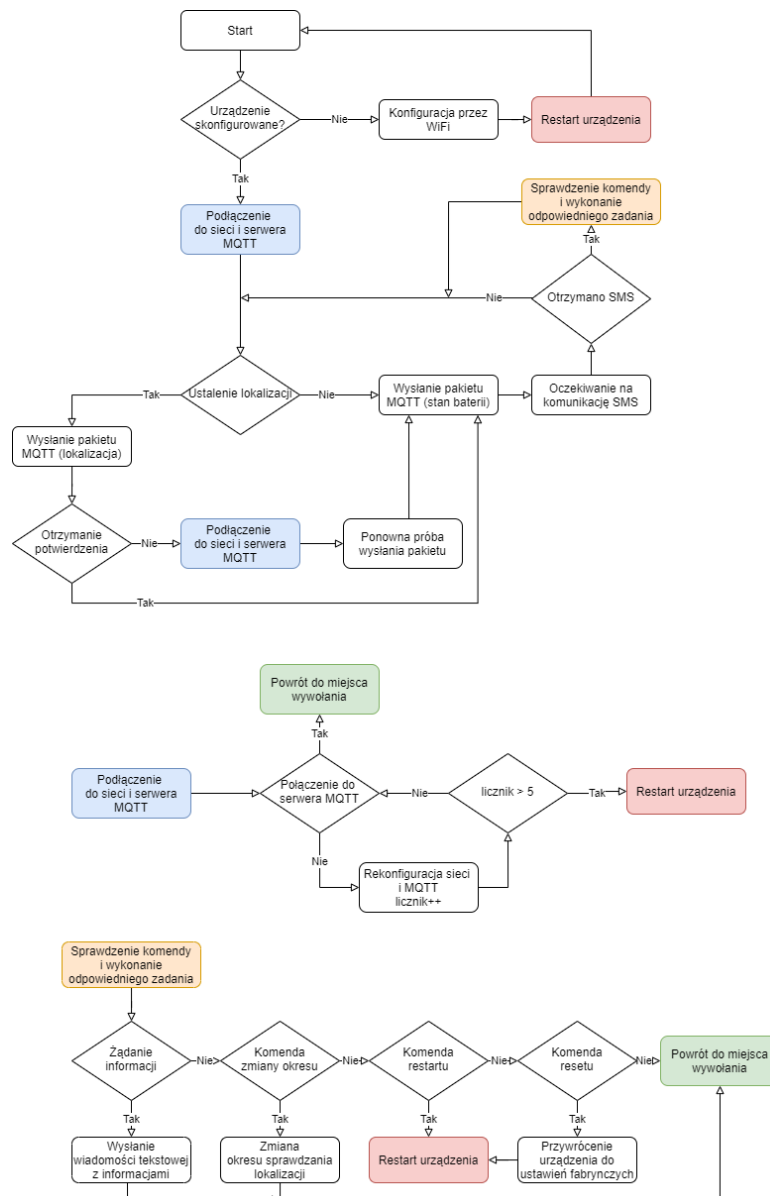 Start
Urządzenie
skonfigurowane?
Nie
Konfiguracja przez
WiFi
Restart urządzenia
Tak
Sprawdzenie komendy
i wykonanie
odpowiedniego zadania
Podłączenie
do sieci i serwera
MQTT
Tak
Otrzymano SMS
Nie
Ustalenie lokalizacji
Tak
Nie
Wysłanie pakietu
MQTT (stan baterii)
Oczekiwanie na
komunikację SMS
Wysłanie pakietu
MQTT (lokalizacja)
Otrzymanie
potwierdzenia
Nie
Podłączenie
do sieci i serwera
MQTT
Ponowna próba
wysłania pakietu
Tak
Powrót do miejsca
wywołania
Tak
Podłączenie
do sieci i serwera
MQTT
Połączenie do
serwera MQTT
Nie
licznik > 5
Tak
Restart urządzenia
Nie
Rekonfiguracja sieci
i MQTT
licznik++
Sprawdzenie komendy
i wykonanie
odpowiedniego zadania
Żądanie
informacji
Nie
Komenda
zmiany okresu
Nie
Komenda
restartu
Nie
Komenda
resetu
Nie
Powrót do miejsca
wywołania
Tak
Tak
Tak
Tak
Wysłanie
wiadomości tekstowej
z informacjami
Zmiana
okresu sprawdzania
lokalizacji
Restart urządzenia
Przywrócenie
urządzenia do
ustawień fabrycznych